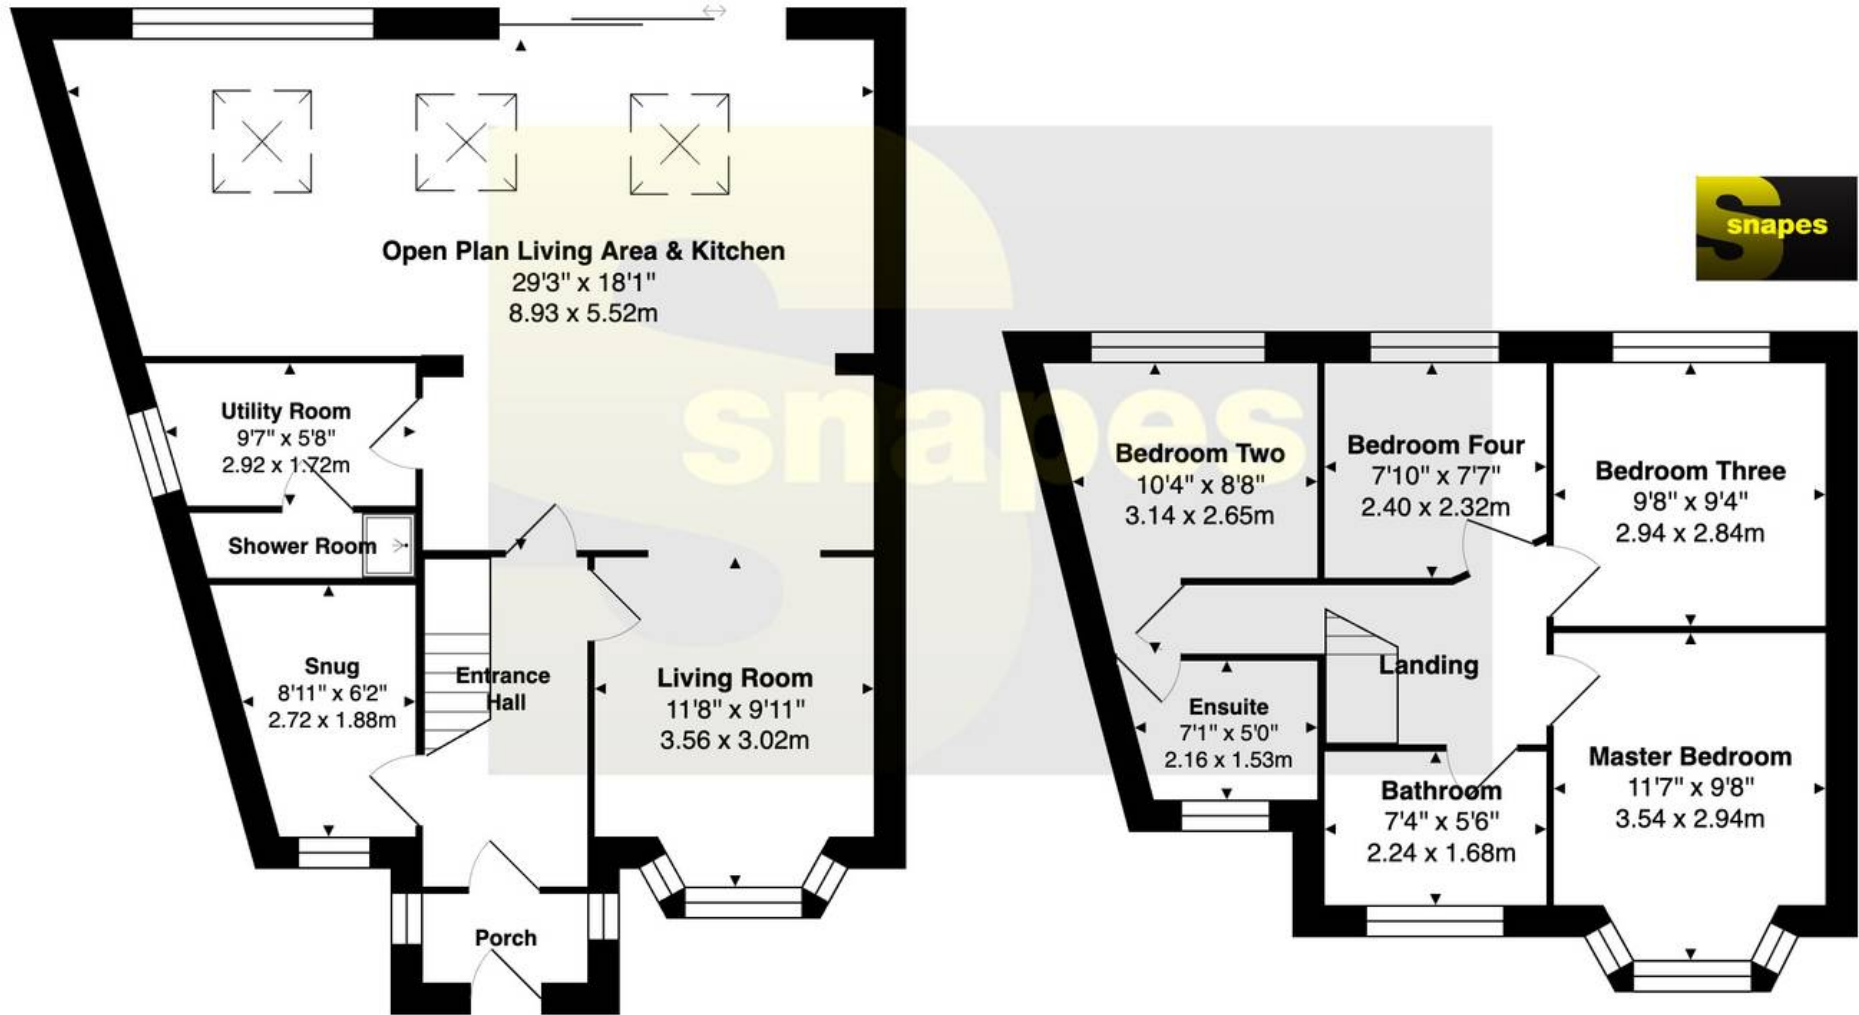 Open Plan Living Area & Kitchen
29'3" x 18'1"
8.93 x 5.52m
Utility Room
9'7" x 5'8"
2.92 x 1.72m
Shower Room
Snug
8'11" x 6'2"
2.72 x 1.88m
Entrance
Hall
Living Room
11'8" x 9'11"
3.56 x 3.02m
Porch
snapes
snapes
Bedroom Two
10'4" x 8'8"
3.14 x 2.65m
Bedroom Four
7'10" x 7'7"
2.40 x 2.32m
Bedroom Three
9'8" x 9'4"
2.94 x 2.84m
Landing
Ensuite
7'1" x 5'0"
2.16 x 1.53m
Bathroom
7'4" x 5'6"
2.24 x 1.68m
Master Bedroom
11'7" x 9'8"
3.54 x 2.94m